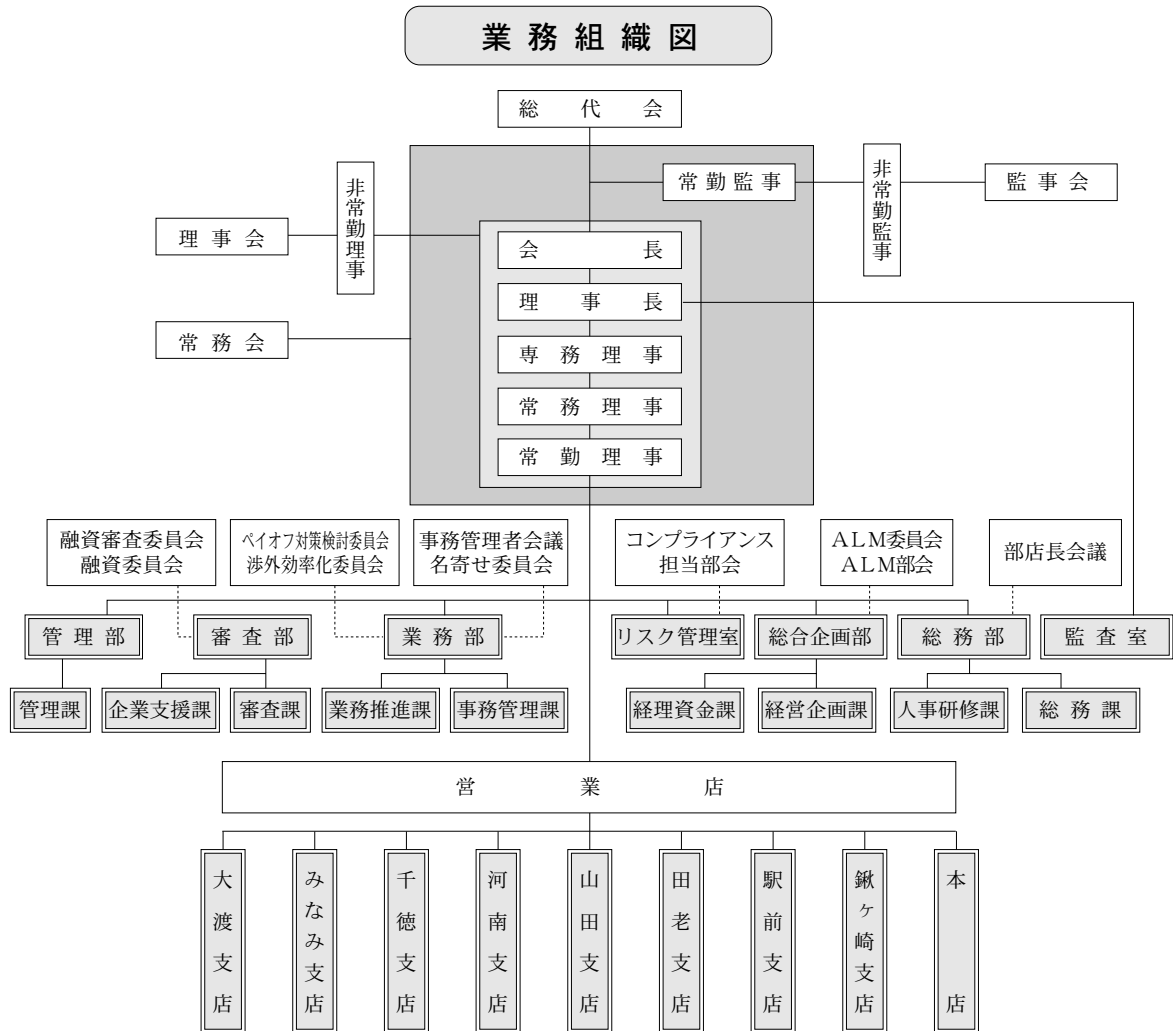 業務組織図
総代会
常勤監事
非常勤監事
監事会
非常勤理事
理事会
会長
理事長
常務会
専務理事
常務理事
常勤理事
融資審査委員会
融資委員会
ペイオフ対策検討委員会
渉外効率化委員会
事務管理者会議
名寄せ委員会
コンプライアンス
担当部会
ALM委員会
ALM部会
部店長会議
管理部
審査部
業務部
リスク管理室
総合企画部
総務部
監査室
管理課
企業支援課
審査課
業務推進課
事務管理課
経理資金課
経営企画課
人事研修課
総務課
営業店
大渡支店
みなみ支店
千徳支店
河南支店
山田支店
田老支店
駅前支店
鍬ヶ崎支店
本店